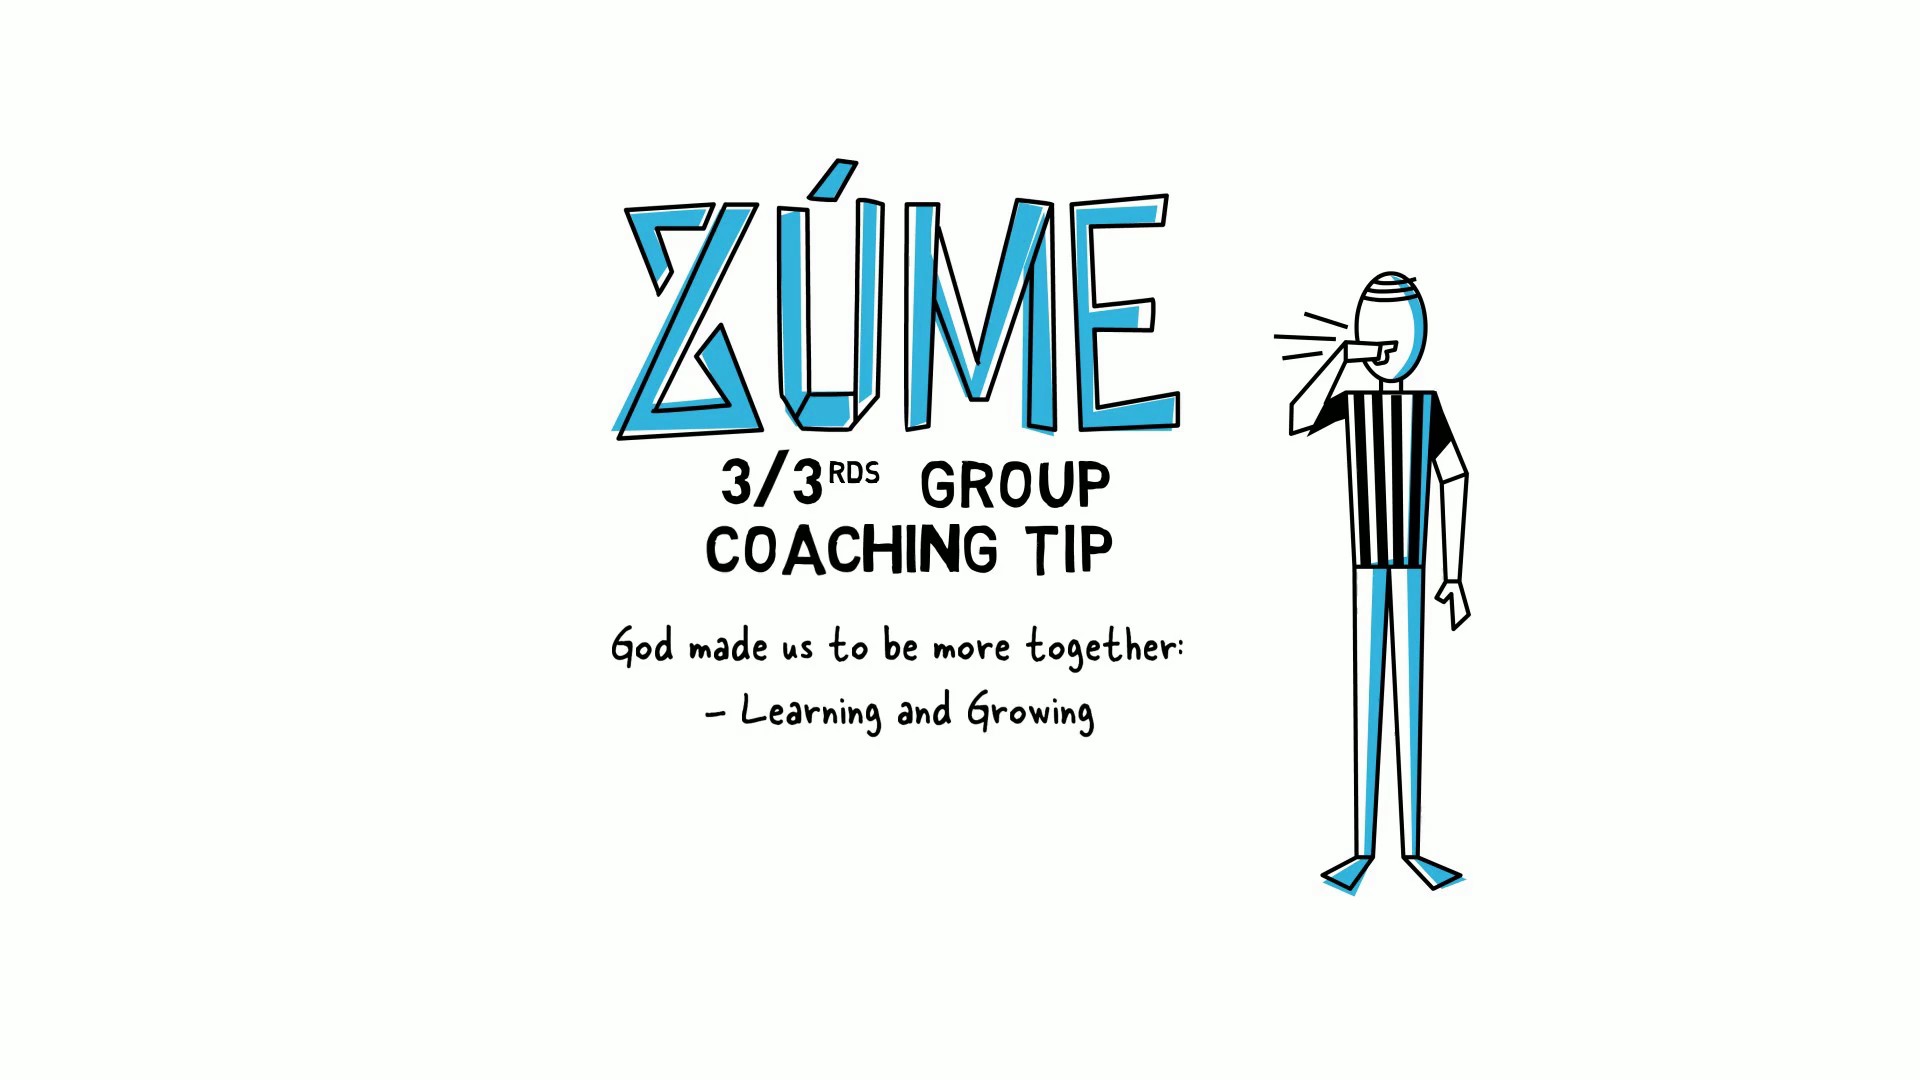 ZÚME
3/3RDS GROUP
COACHING TIP
God made us to be more together:
- Learning and Growing